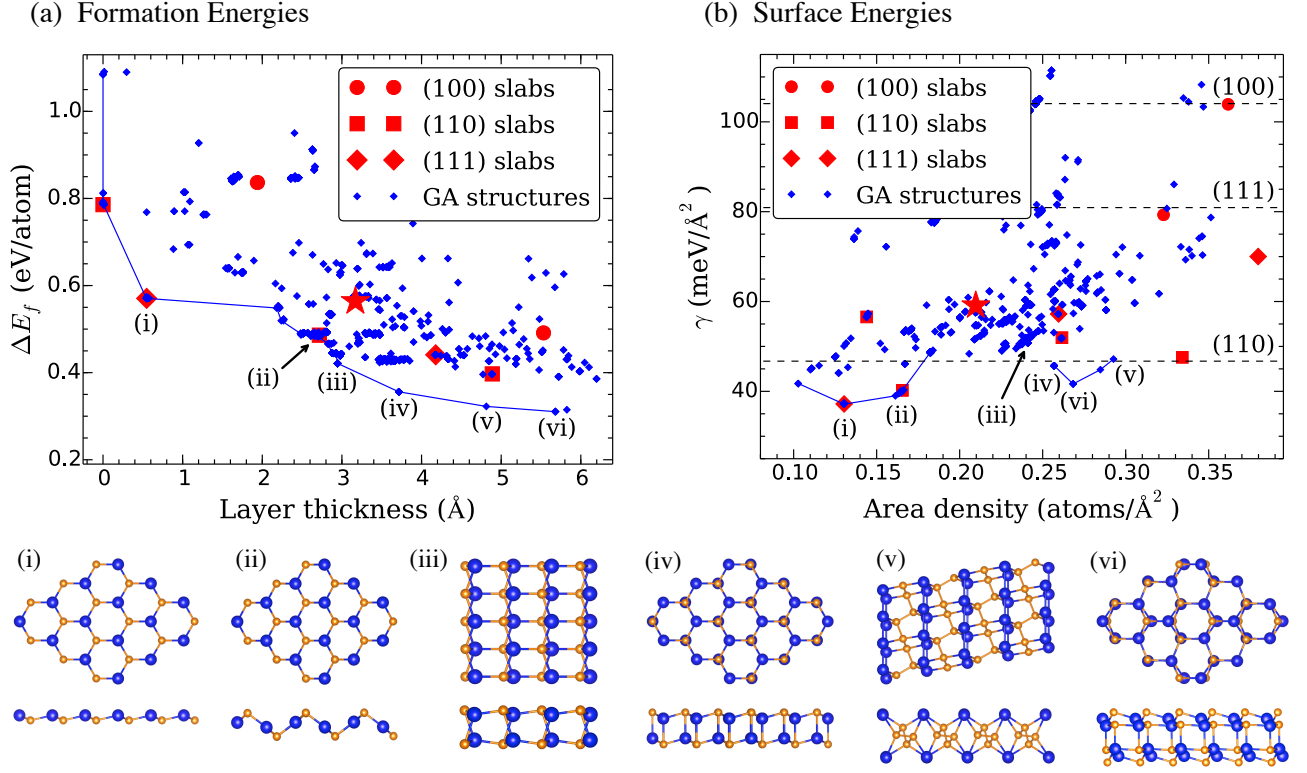 (a) Formation Energies
(b) Surface Energies
ΔE_f (eV/atom)
1.0
0.8
0.6
0.4
0.2
(100) slabs
(110) slabs
(111) slabs
GA structures
(i)
(ii)
(iii)
(iv)
(v)
(vi)
0 1 2 3 4 5 6
Layer thickness (Å)
γ (meV/Å²)
100
80
60
40
(100) slabs
(110) slabs
(111) slabs
GA structures
(100)
(111)
(110)
(i)
(ii)
(iii)
(iv)
(vi)
(v)
0.10 0.15 0.20 0.25 0.30 0.35
Area density (atoms/Å²)
(i) (ii) (iii) (iv) (v) (vi)